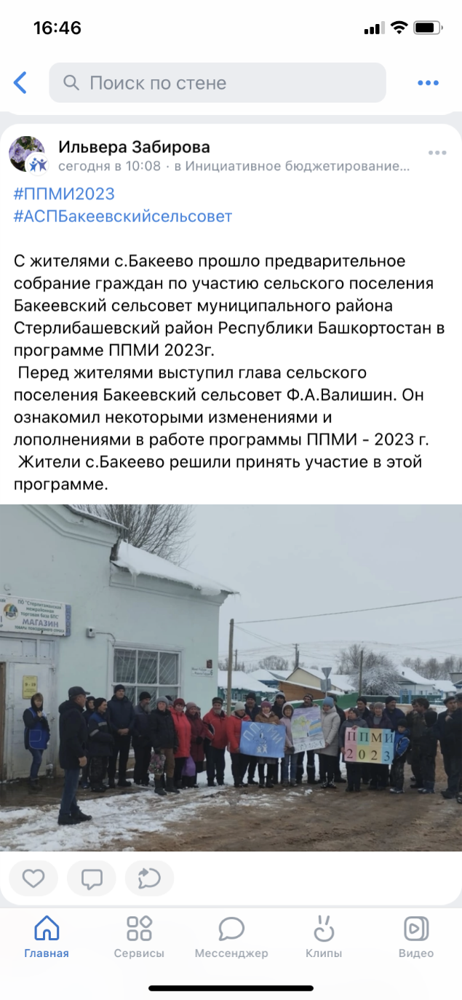 16:46
Поиск по стене
Ильвера Забирова
сегодня в 10:08 · в Инициативное бюджетирование...
#ППМИ2023
#АСПБакеевскийсельсовет
С жителями с.Бакеево прошло предварительное
собрание граждан по участию сельского поселения
Бакеевский сельсовет муниципального района
Стерлибашевский район Республики Башкортостан в
программе ППМИ 2023г.
Перед жителями выступил глава сельского
поселения Бакеевский сельсовет Ф.А.Валишин. Он
ознакомил некоторыми изменениями и
лополнениями в работе программы ППМИ - 2023 г.
Жители с.Бакеево решили принять участие в этой
программе.
ПО "Стерлитамакская
межрайонная
торговая база БПС"
МАГАЗИН
товары повседневного спроса
ППМИ
ППМИ
2023
Главная
Сервисы
Мессенджер
Клипы
Видео